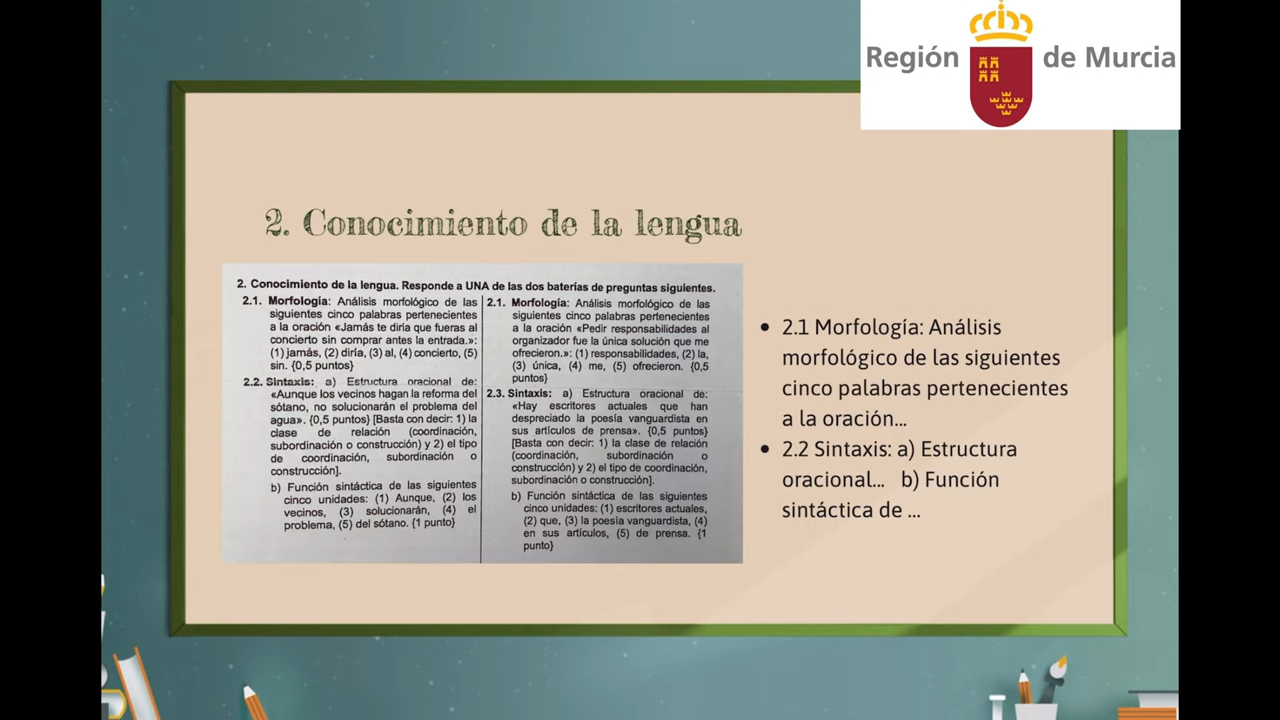 Región de Murcia
2. Conocimiento de la lengua
2. Conocimiento de la lengua. Responde a UNA de las dos baterías de preguntas siguientes.
2.1. Morfología: Análisis morfológico de las
siguientes cinco palabras pertenecientes
a la oración «Jamás te diría que fueras al
concierto sin comprar antes la entrada.»:
(1) jamás, (2) diría, (3) al, (4) concierto, (5)
sin. {0,5 puntos}
2.2. Sintaxis: a) Estructura oracional de:
«Aunque los vecinos hagan la reforma del
sótano, no solucionarán el problema del
agua». {0,5 puntos} [Basta con decir: 1) la
clase de relación (coordinación,
subordinación o construcción) y 2) el tipo
de coordinación, subordinación o
construcción].
b) Función sintáctica de las siguientes
cinco unidades: (1) Aunque, (2) los
vecinos, (3) solucionarán, (4) el
problema, (5) del sótano. {1 punto}
2.1. Morfología: Análisis morfológico de las
siguientes cinco palabras pertenecientes
a la oración «Pedir responsabilidades al
organizador fue la única solución que me
ofrecieron.»: (1) responsabilidades, (2) la,
(3) única, (4) me, (5) ofrecieron. {0,5
puntos}
2.3. Sintaxis: a) Estructura oracional de:
«Hay escritores actuales que han
despreciado la poesía vanguardista en
sus artículos de prensa». {0,5 puntos}
[Basta con decir: 1) la clase de relación
(coordinación, subordinación o
construcción) y 2) el tipo de coordinación,
subordinación o construcción].
b) Función sintáctica de las siguientes
cinco unidades: (1) escritores actuales,
(2) que, (3) la poesía vanguardista, (4)
en sus artículos, (5) de prensa. {1
punto}
• 2.1 Morfología: Análisis
morfológico de las siguientes
cinco palabras pertenecientes
a la oración...
• 2.2 Sintaxis: a) Estructura
oracional... b) Función
sintáctica de ...